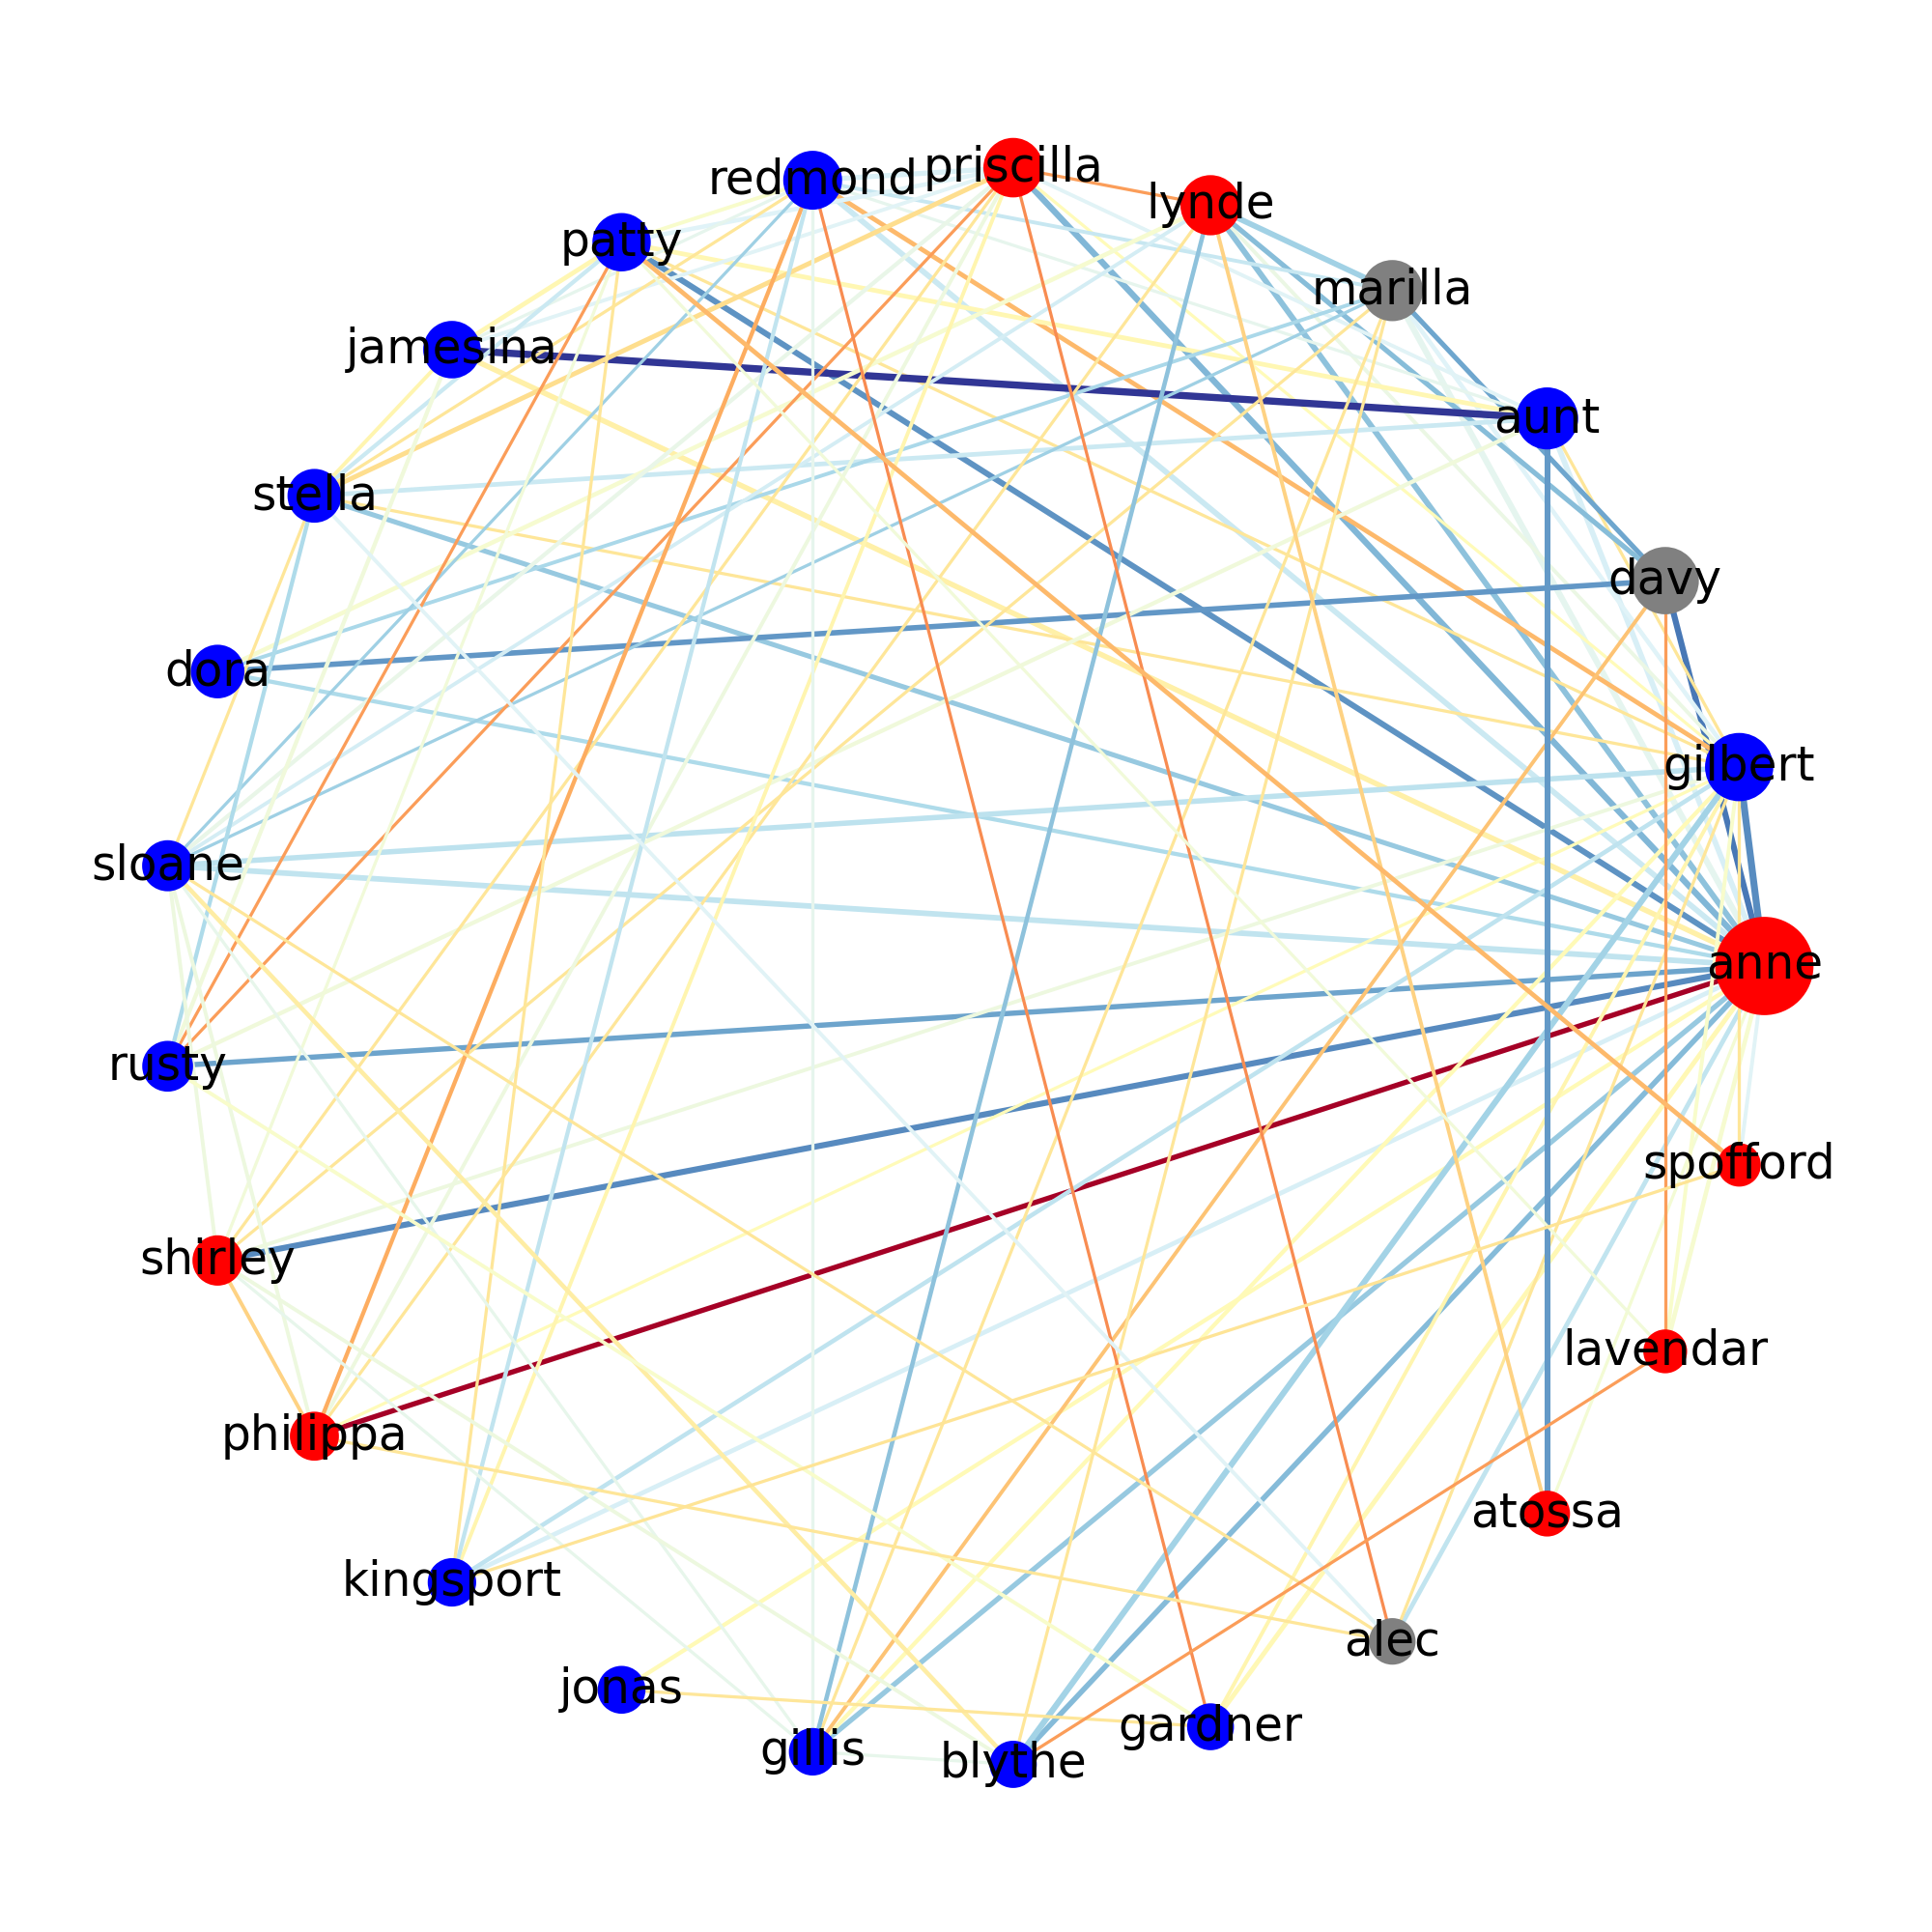 priscilla
redmond
lynde
patty
marilla
jamesina
aunt
stella
davy
dora
gilbert
sloane
anne
rusty
spofford
shirley
lavendar
philippa
atossa
kingsport
alec
jonas
gardner
gillis
blythe